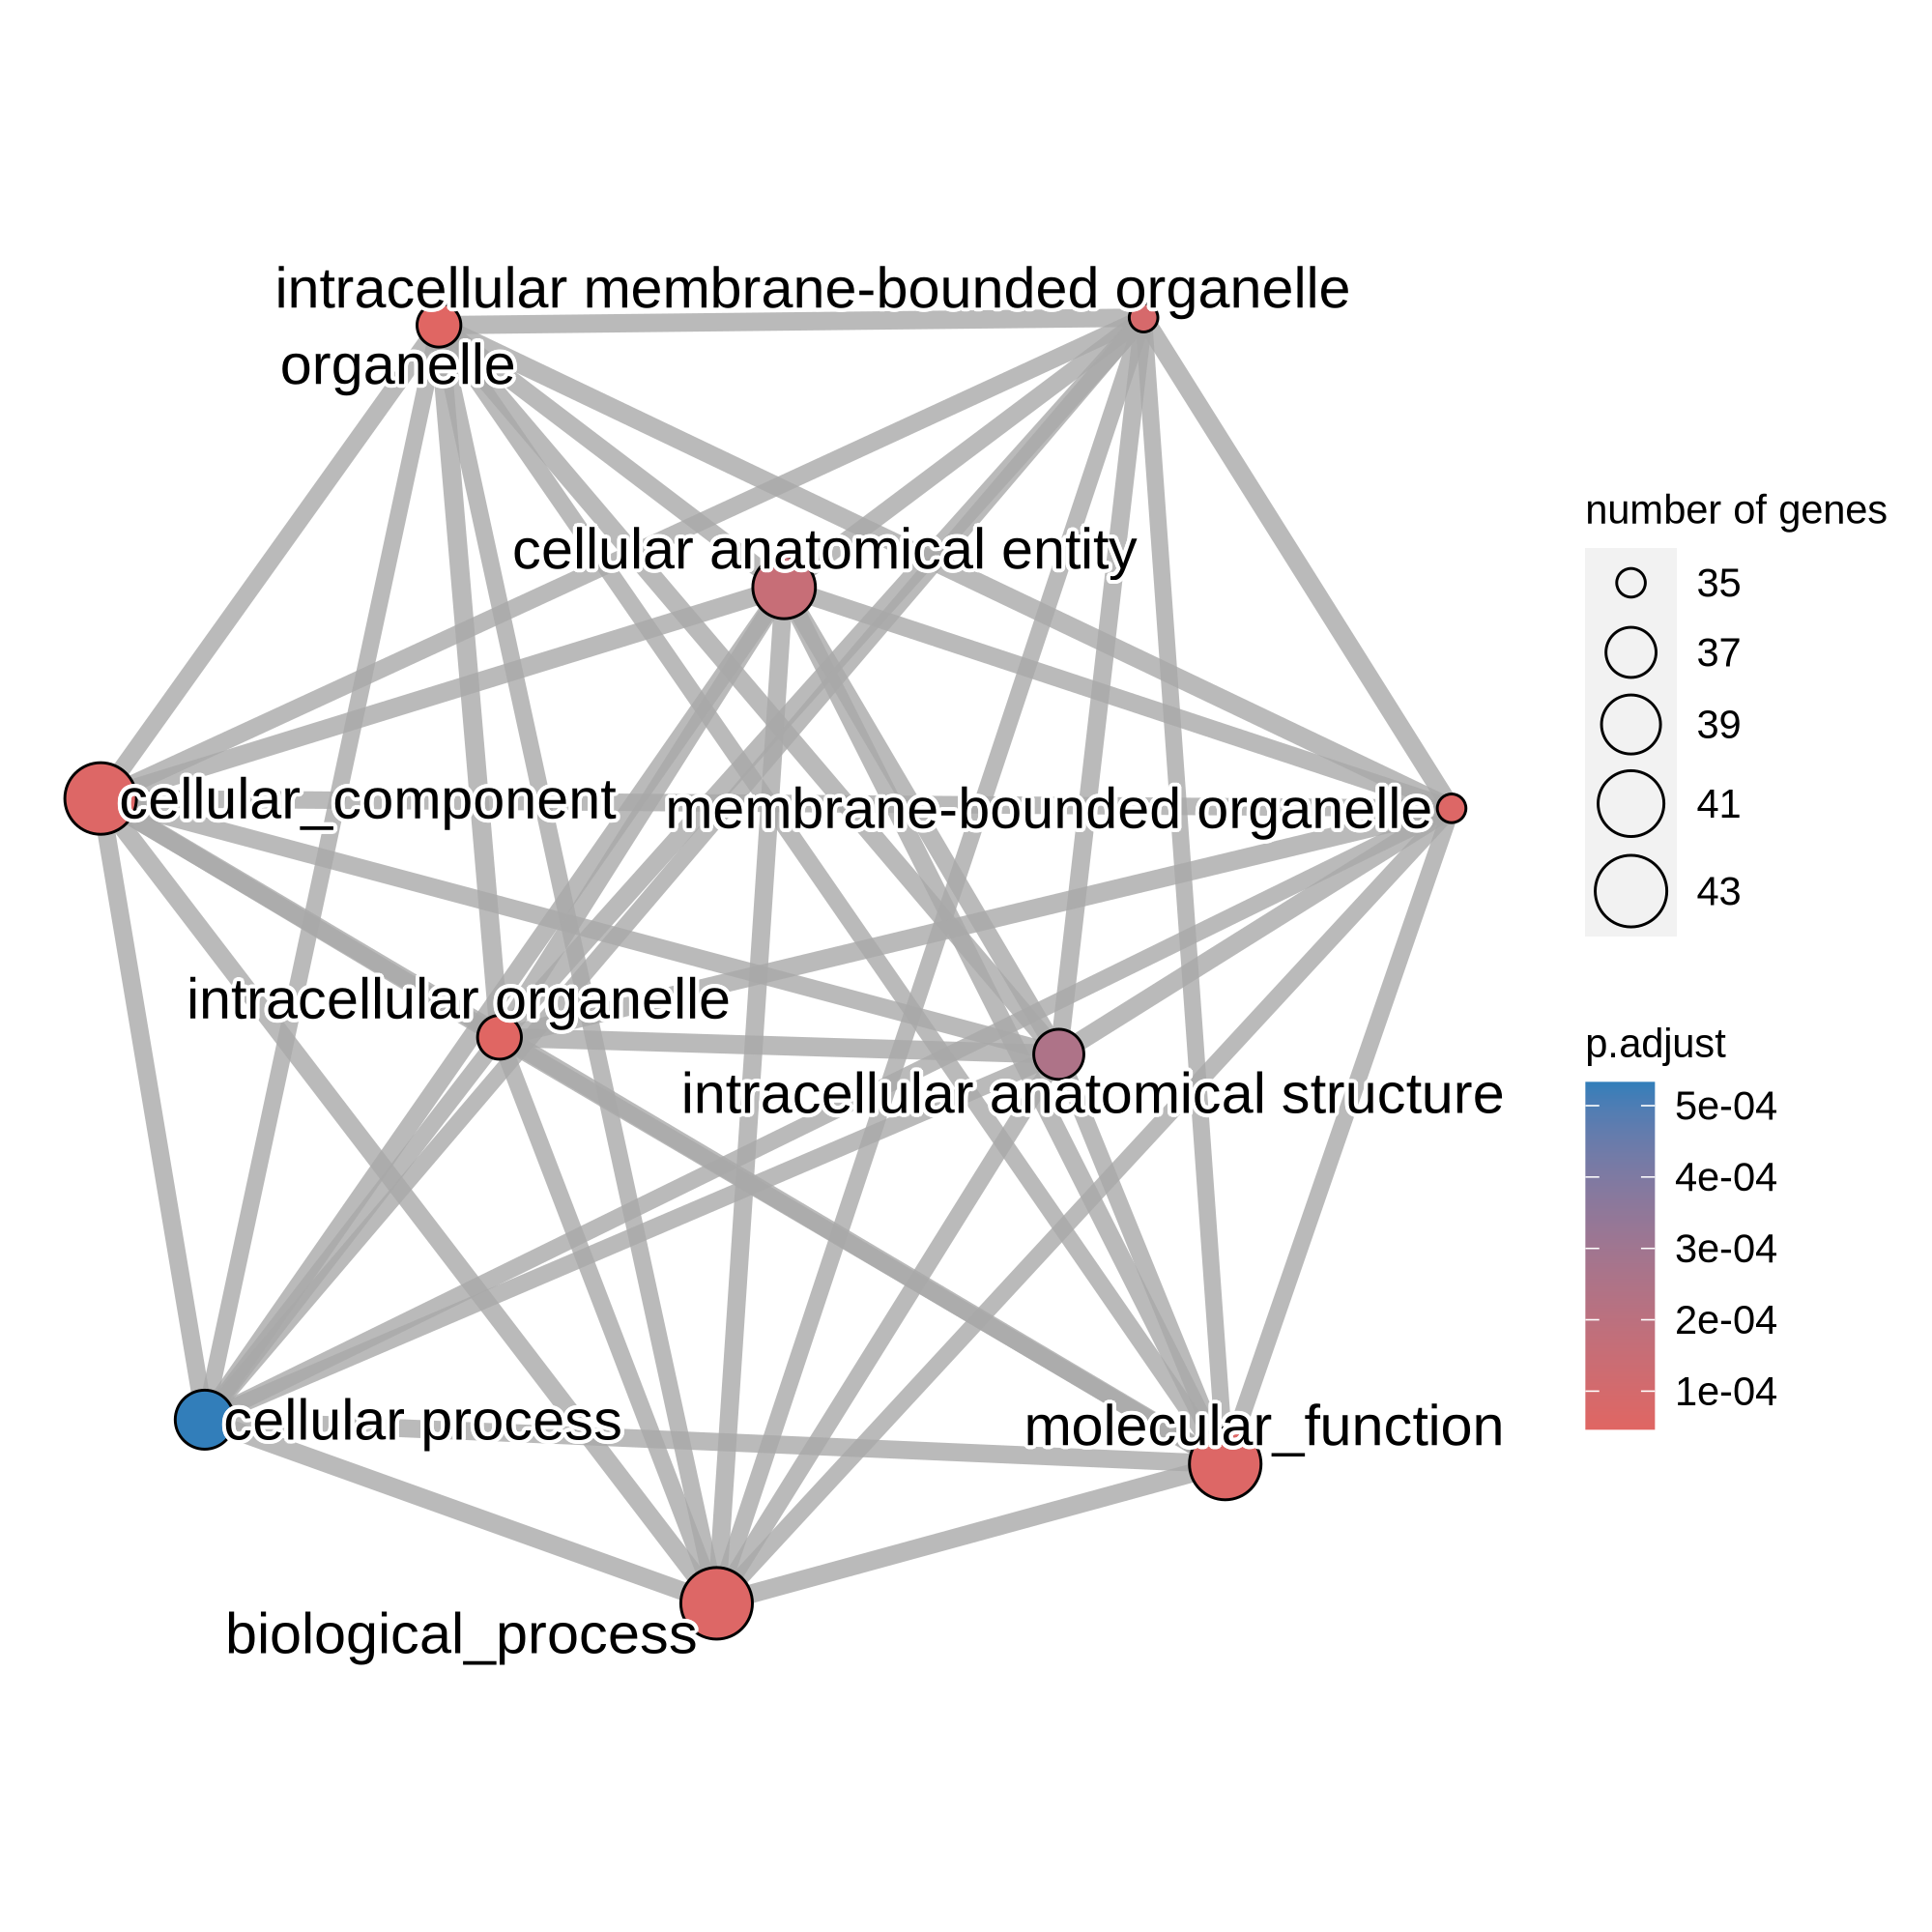 intracellular membrane-bounded organelle
organelle
number of genes
cellular anatomical entity
35
37
39
cellular_component
membrane-bounded organelle
41
43
intracellular organelle
p.adjust
intracellular anatomical structure
5e-04
4e-04
3e-04
2e-04
1e-04
cellular process
molecular_function
biological_process